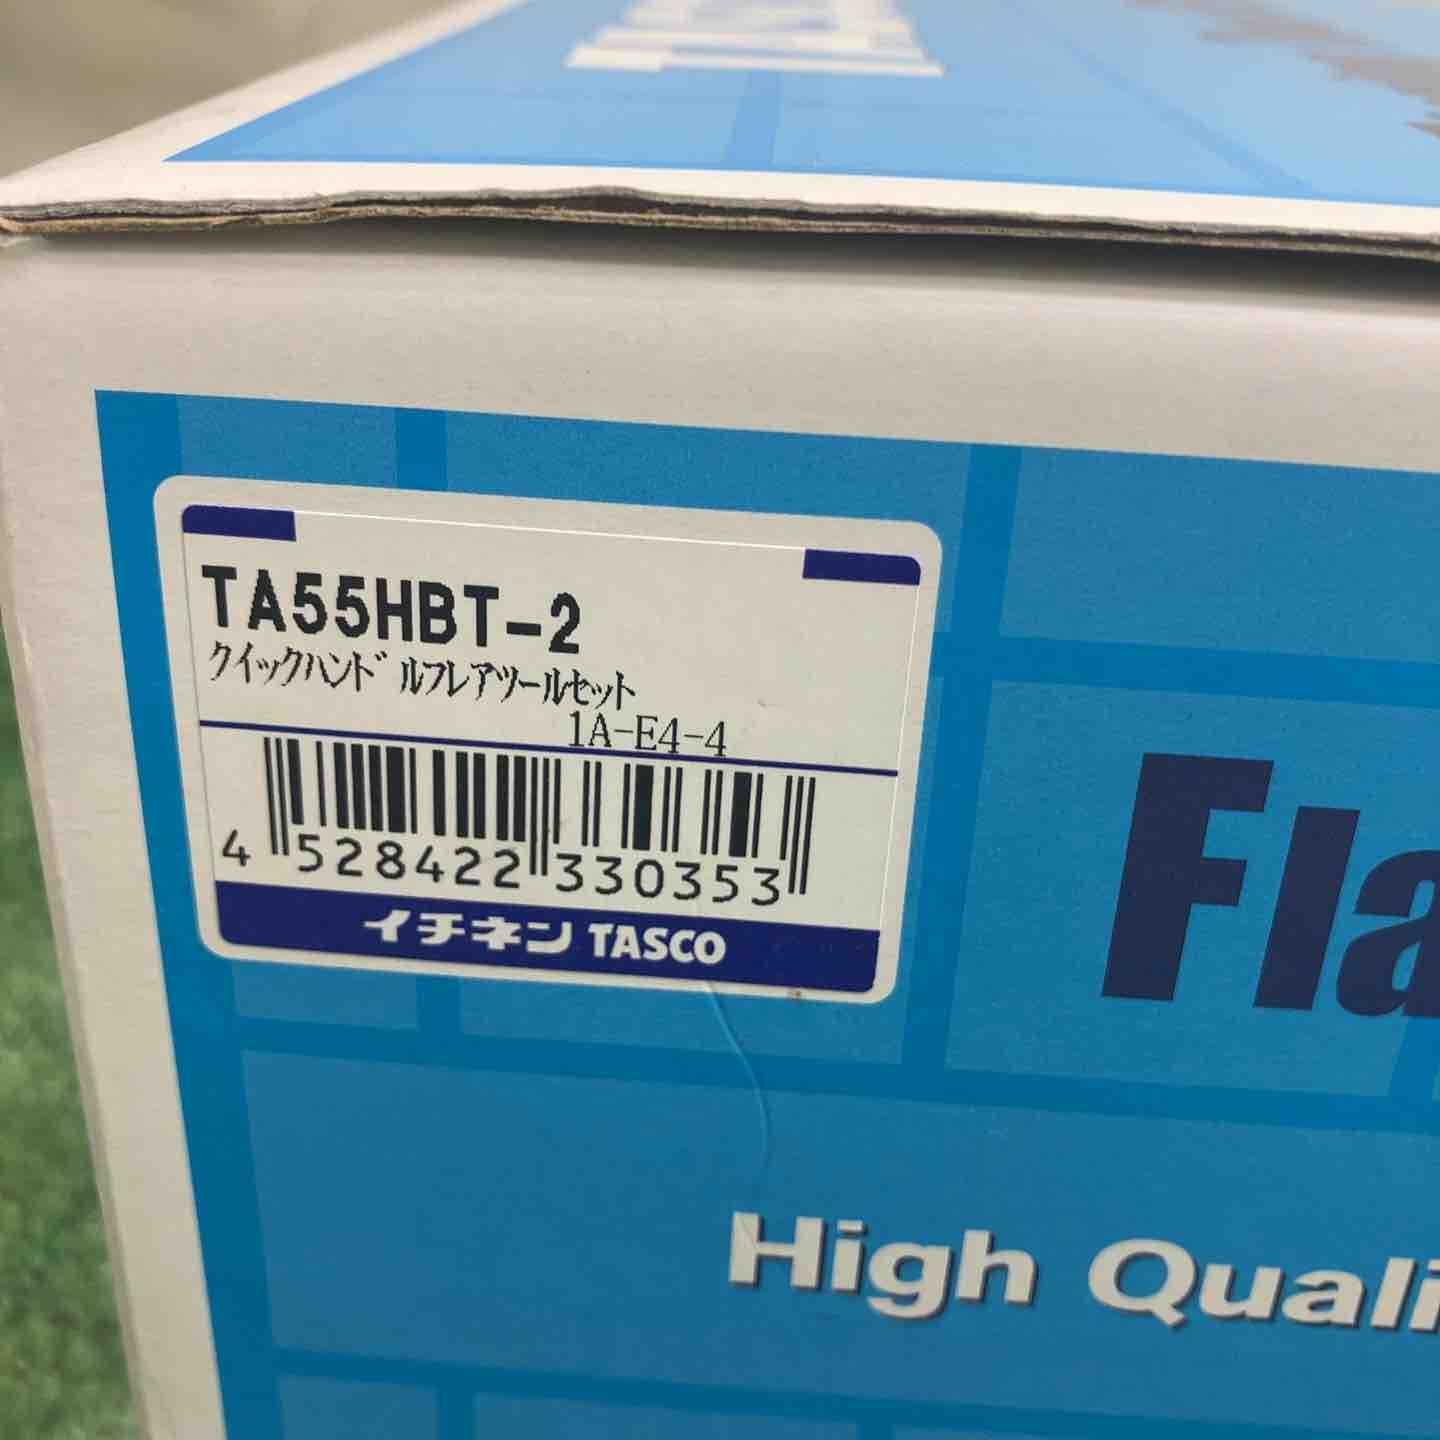 TA55HBT-2
クイックハンドルフレアツールセット
1A-E4-4
4 528422 330353
イチネン TASCO
Fla
High Quali